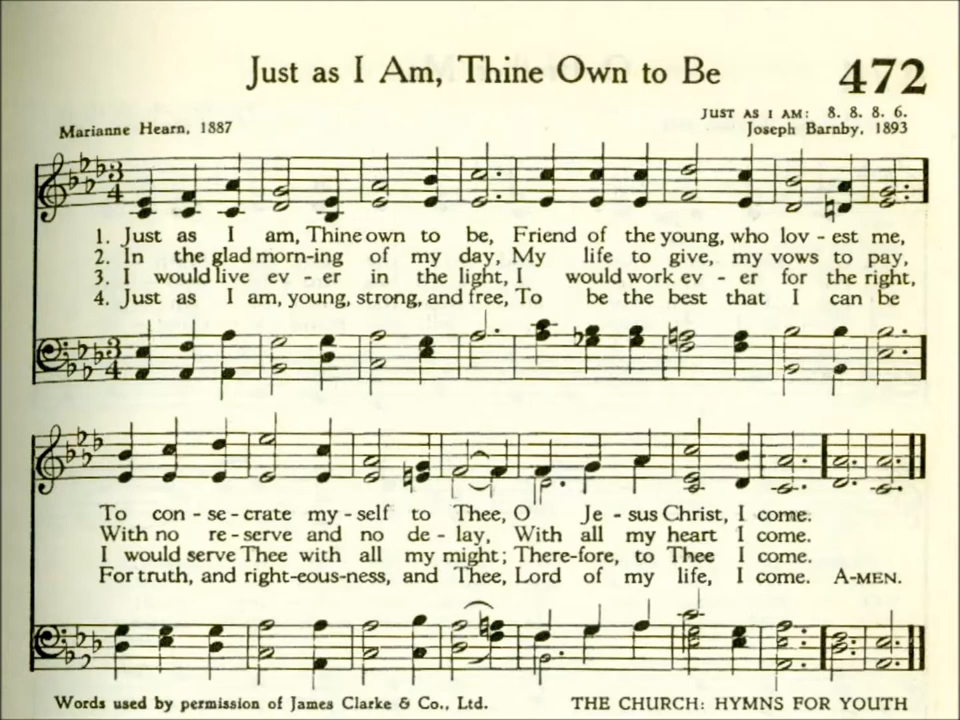 Just as I Am, Thine Own to Be 472
JUST AS I AM: 8. 8. 8. 6.
Marianne Hearn, 1887 Joseph Barnby, 1893
3
4
1. Just as I am, Thine own to be, Friend of the young, who lov - est me,
2. In the glad morn-ing of my day, My life to give, my vows to pay,
3. I would live ev - er in the light, I would work ev - er for the right,
4. Just as I am, young, strong, and free, To be the best that I can be
3
4
To con - se - crate my - self to Thee, O Je - sus Christ, I come.
With no re - serve and no de - lay, With all my heart I come.
I would serve Thee with all my might; There-fore, to Thee I come.
For truth, and right-eous-ness, and Thee, Lord of my life, I come. A-MEN.
Words used by permission of James Clarke & Co., Ltd. THE CHURCH: HYMNS FOR YOUTH